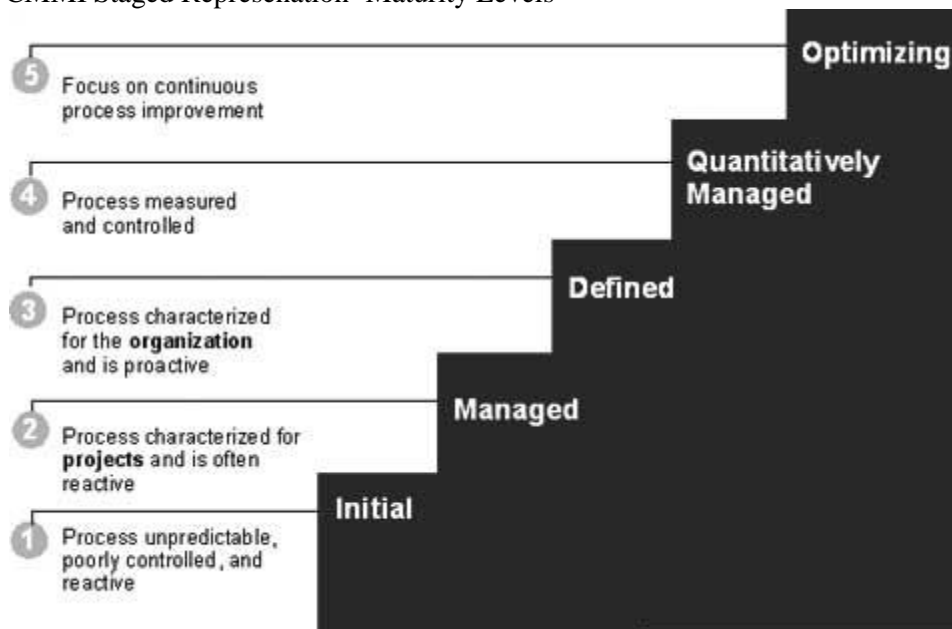 CMMI Staged Represenation- Maturity Levels
Optimizing
5
Focus on continuous
process improvement
Quantitatively
Managed
4
Process measured
and controlled
Defined
3
Process characterized
for the organization
and is proactive
Managed
2
Process characterized for
projects and is often
reactive
Initial
1
Process unpredictable,
poorly controlled, and
reactive